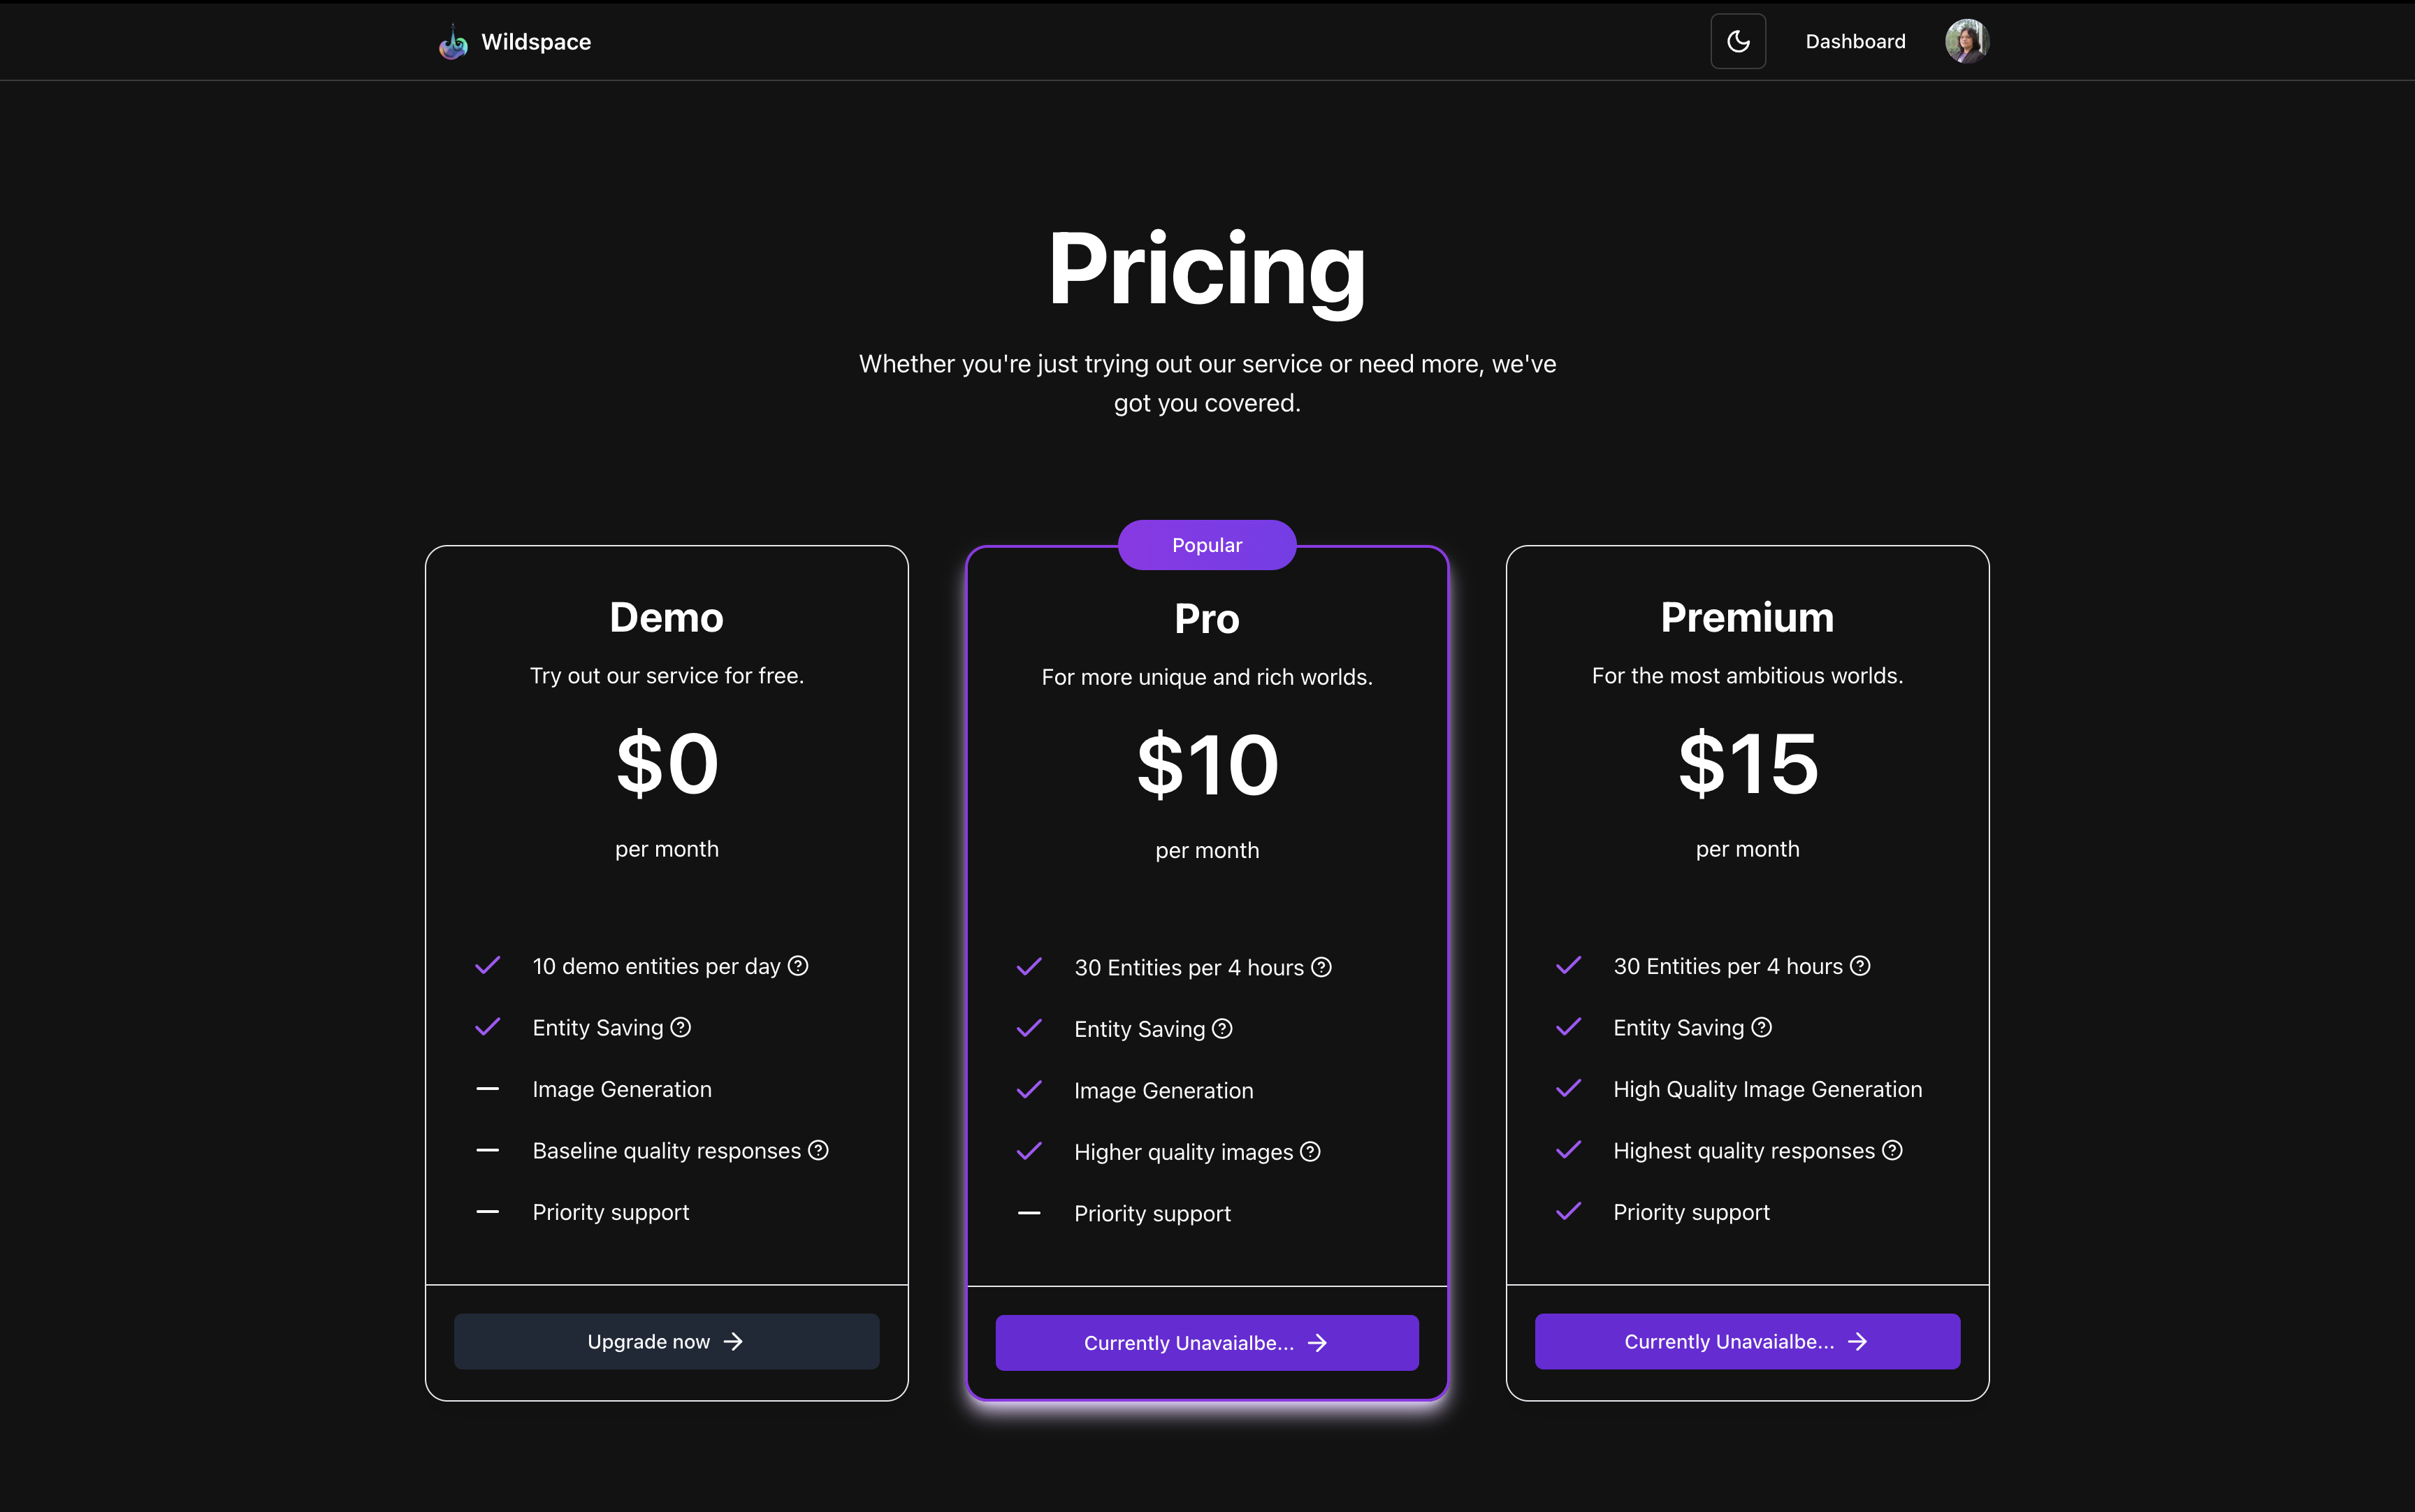 Wildspace
Dashboard
Pricing
Whether you're just trying out our service or need more, we've
got you covered.
Demo
Try out our service for free.
$0
per month
10 demo entities per day
Entity Saving
Image Generation
Baseline quality responses
Priority support
Upgrade now
Popular
Pro
For more unique and rich worlds.
$10
per month
30 Entities per 4 hours
Entity Saving
Image Generation
Higher quality images
Priority support
Currently Unavaialbe...
Premium
For the most ambitious worlds.
$15
per month
30 Entities per 4 hours
Entity Saving
High Quality Image Generation
Highest quality responses
Priority support
Currently Unavaialbe...